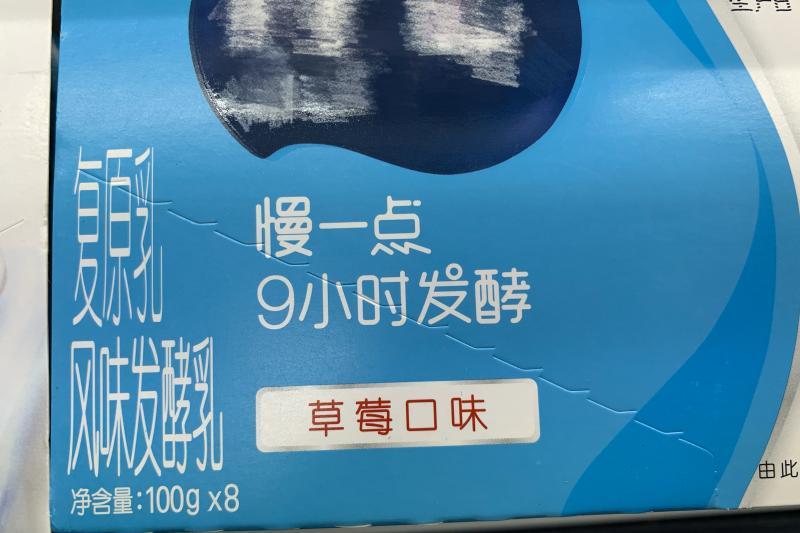 复原乳
风味发酵乳
净含量:100g x8
慢一点
9小时发酵
草莓口味
由此